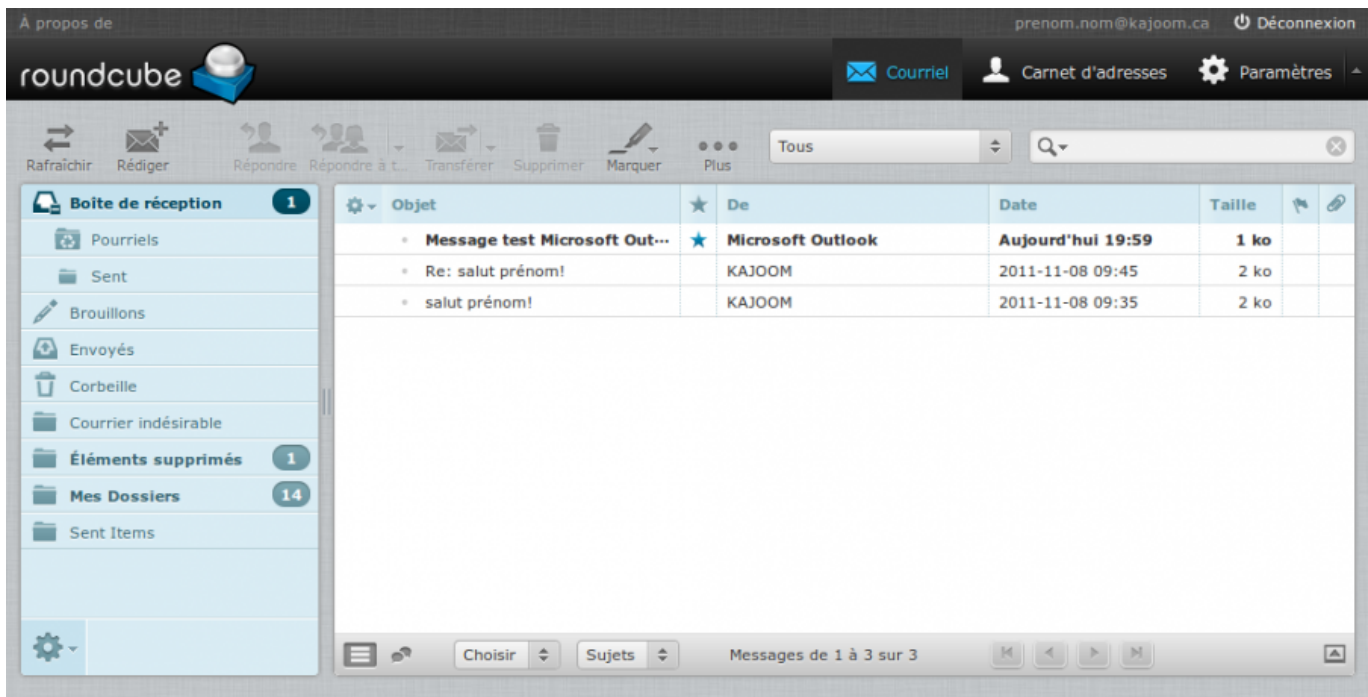 À propos de prenom.nom@kajoom.ca Déconnexion
roundcube Courriel Carnet d'adresses Paramètres
Rafraîchir Rédiger Répondre Répondre à t... Transférer Supprimer Marquer Plus Tous
Boîte de réception 1
Pourriels
Sent
Brouillons
Envoyés
Corbeille
Courrier indésirable
Éléments supprimés 1
Mes Dossiers 14
Sent Items
Objet De Date Taille
Message test Microsoft Out... Microsoft Outlook Aujourd'hui 19:59 1 ko
Re: salut prénom! KAJOOM 2011-11-08 09:45 2 ko
salut prénom! KAJOOM 2011-11-08 09:35 2 ko
Choisir Sujets Messages de 1 à 3 sur 3